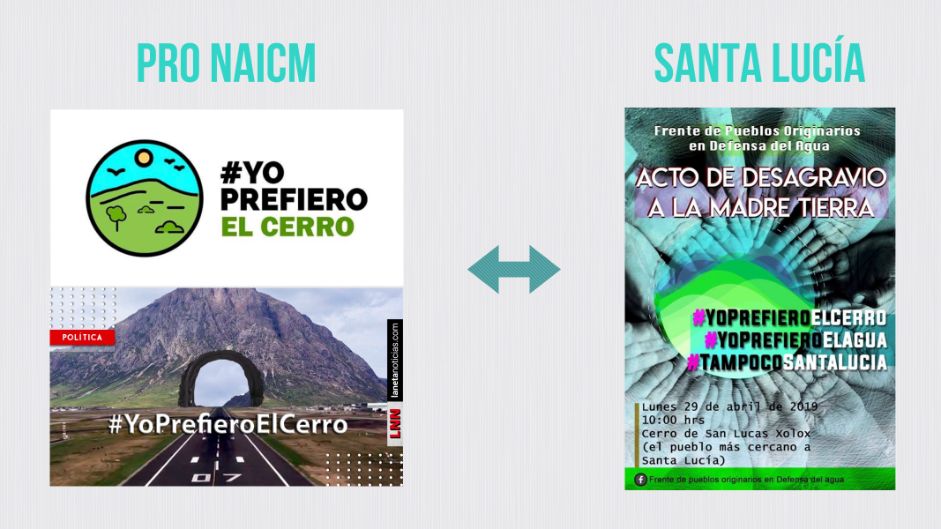 PRO NAICM
#YO
PREFIERO
EL CERRO
POLÍTICA
lanetanoticias.com
LNN
#YoPrefieroElCerro
07
SANTA LUCÍA
Frente de Pueblos Originarios
en Defensa del Agua
ACTO DE DESAGRAVIO
A LA MADRE TIERRA
#YOPREFIEROELCERRO
#YOPREFIEROELAGUA
#TAMPOCOSANTALUCIA
Lunes 29 de abril de 2019
10:00 hrs
Cerro de San Lucas Xolox
(el pueblo más cercano a
Santa Lucía)
Frente de pueblos originarios en Defensa del agua